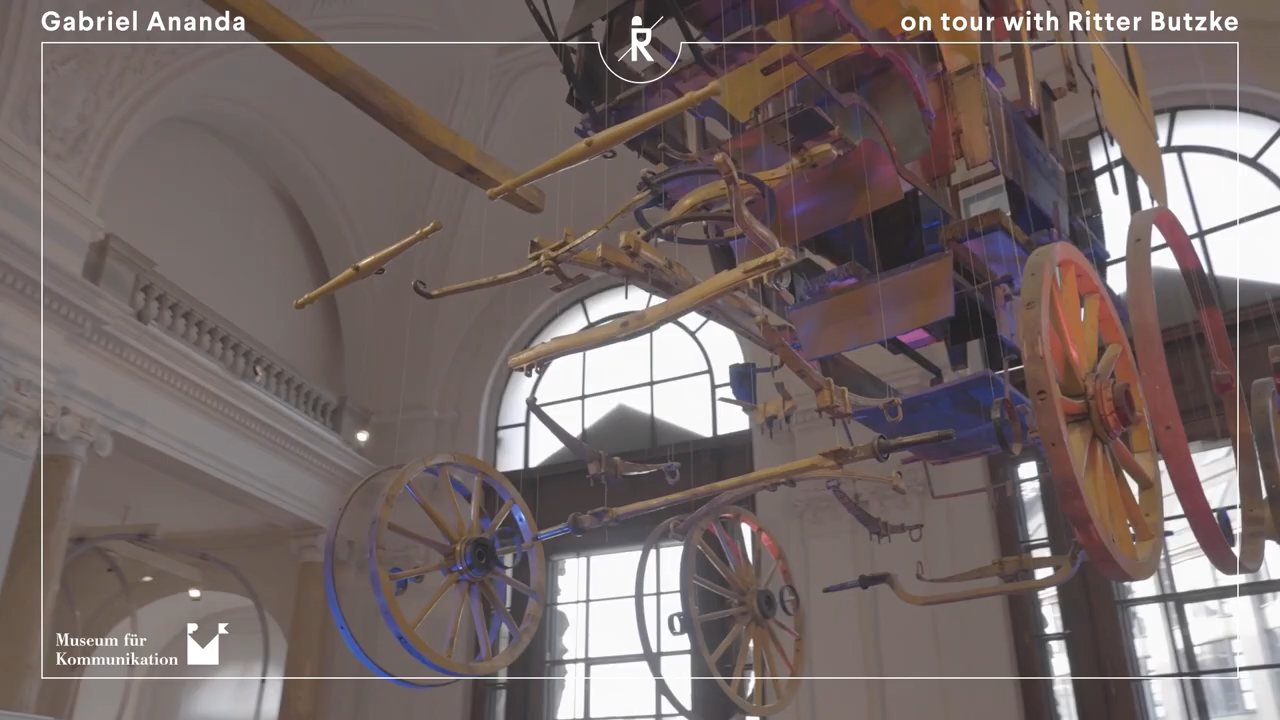 Gabriel Ananda
on tour with Ritter Butzke
R
Museum für
Kommunikation